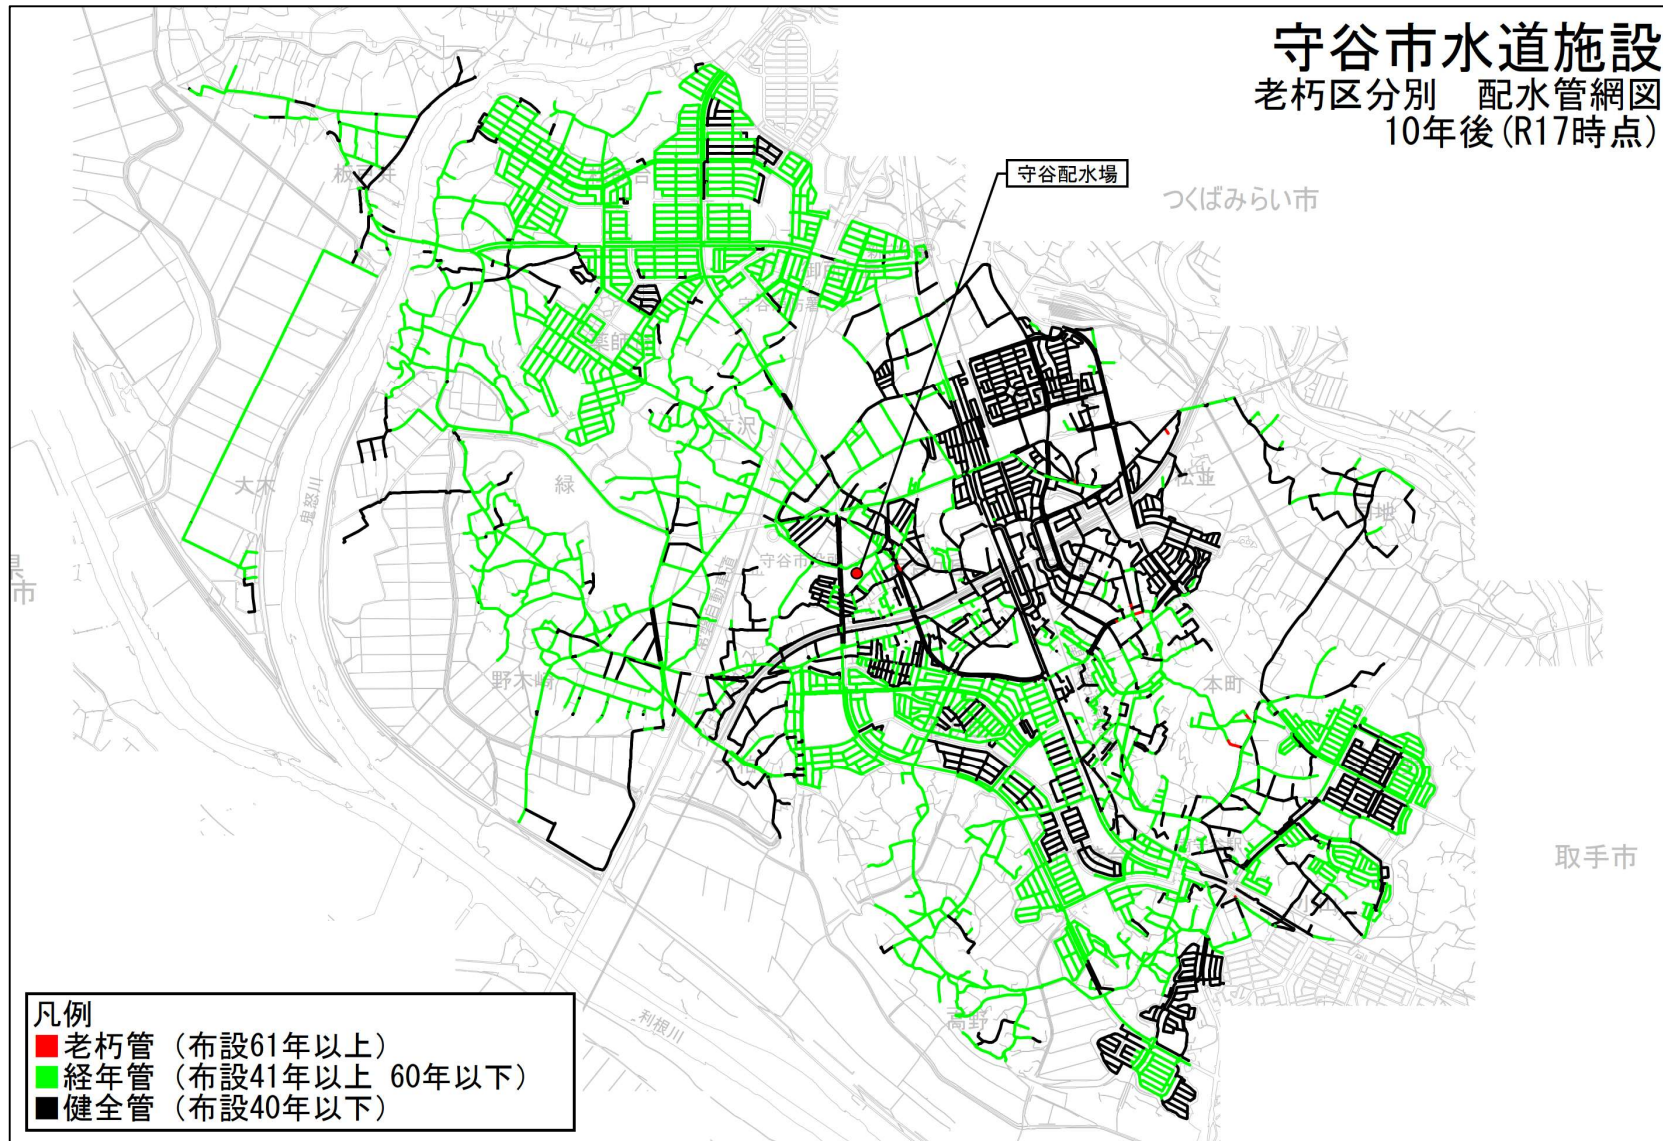 守谷市水道施設
老朽区分別 配水管網図
10年後(R17時点)
守谷配水場
つくばみらい市
立沢
大木
緑
鬼怒川
松並
野木崎
本町
取手市
高野
利根川
県
市
凡例
老朽管（布設61年以上）
経年管（布設41年以上 60年以下）
健全管（布設40年以下）